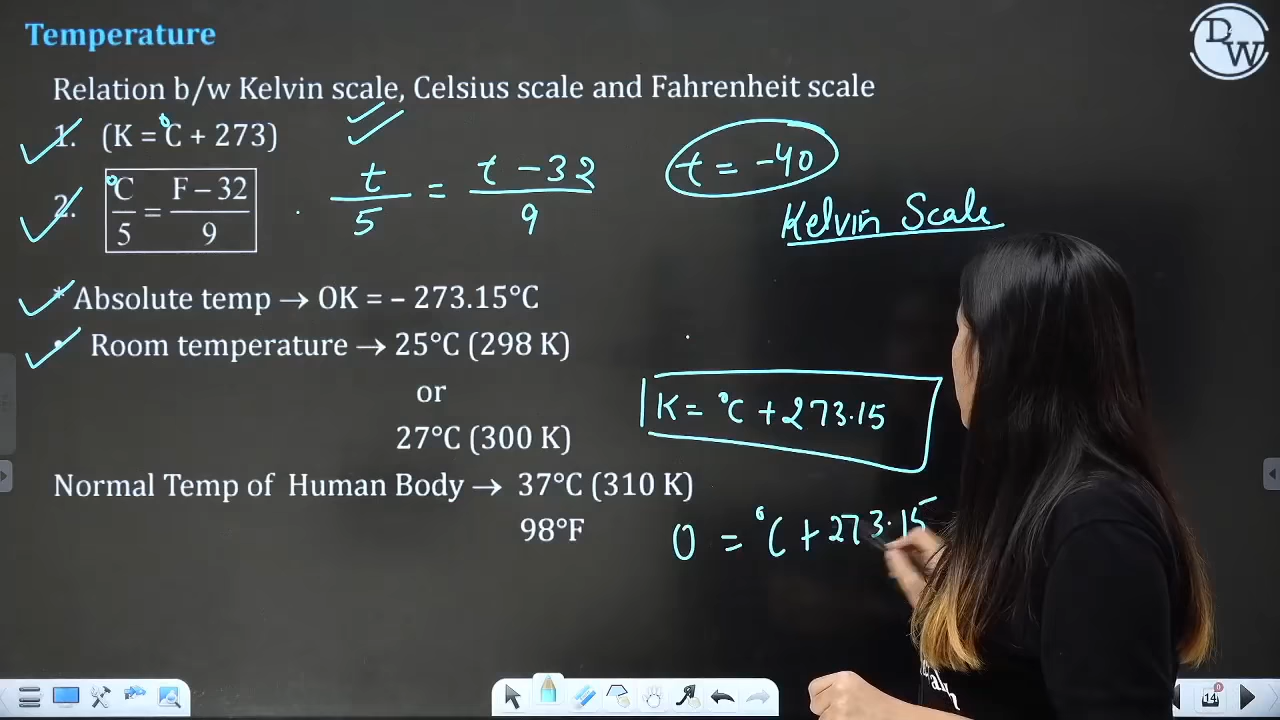 Temperature
DW
Relation b/w Kelvin scale, Celsius scale and Fahrenheit scale
1. (K = °C + 273)
2. °C/5 = F – 32/9
t/5 = t – 32/9
t = -40
Kelvin Scale
* Absolute temp → OK = – 273.15°C
• Room temperature → 25°C (298 K)
or
27°C (300 K)
K = °C + 273.15
Normal Temp of Human Body → 37°C (310 K)
98°F
0 = °C + 273.15
14